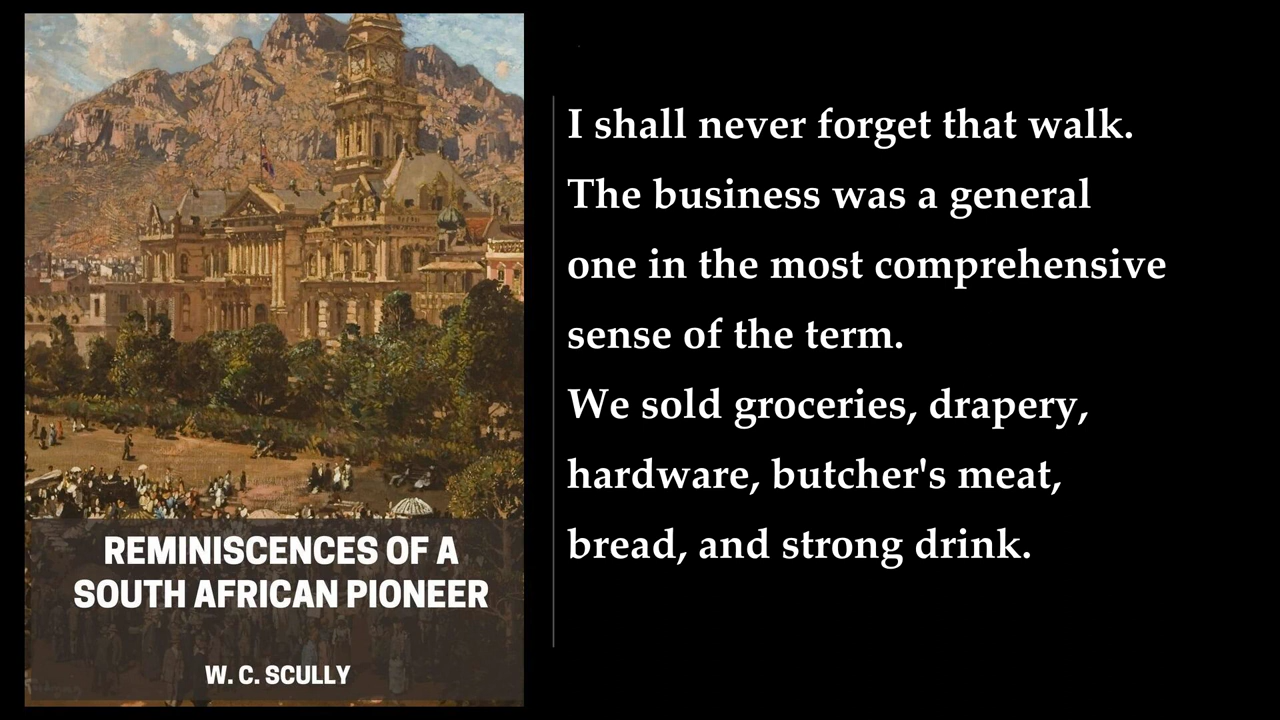 REMINISCENCES OF A
SOUTH AFRICAN PIONEER
W. C. SCULLY
I shall never forget that walk.
The business was a general
one in the most comprehensive
sense of the term.
We sold groceries, drapery,
hardware, butcher's meat,
bread, and strong drink.